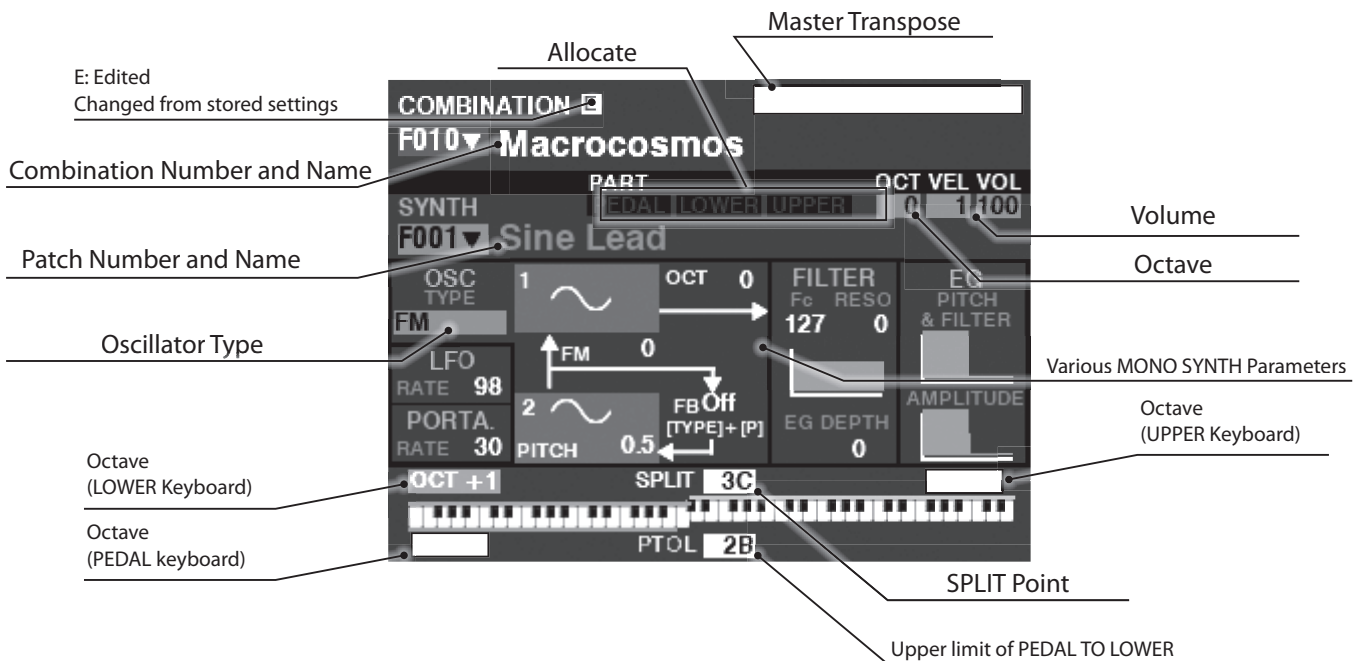 Master Transpose
Allocate
E: Edited
Changed from stored settings
COMBINATION E
F010▼ Macrocosmos
Combination Number and Name
PART OCT VEL VOL
SYNTH PEDAL LOWER UPPER 0 1 100
F001▼ Sine Lead
Volume
Patch Number and Name
Octave
OSC 1 OCT 0 FILTER EG
TYPE Fc RESO PITCH
FM 127 0 & FILTER
Oscillator Type
LFO FM 0
Various MONO SYNTH Parameters
RATE 98
2 FB Off AMPLITUDE
PORTA. [TYPE]+[P] EG DEPTH
RATE 30 PITCH 0.5 0
Octave
(UPPER Keyboard)
Octave
(LOWER Keyboard)
OCT +1 SPLIT 3C
Octave
(PEDAL keyboard)
PTOL 2B
SPLIT Point
Upper limit of PEDAL TO LOWER